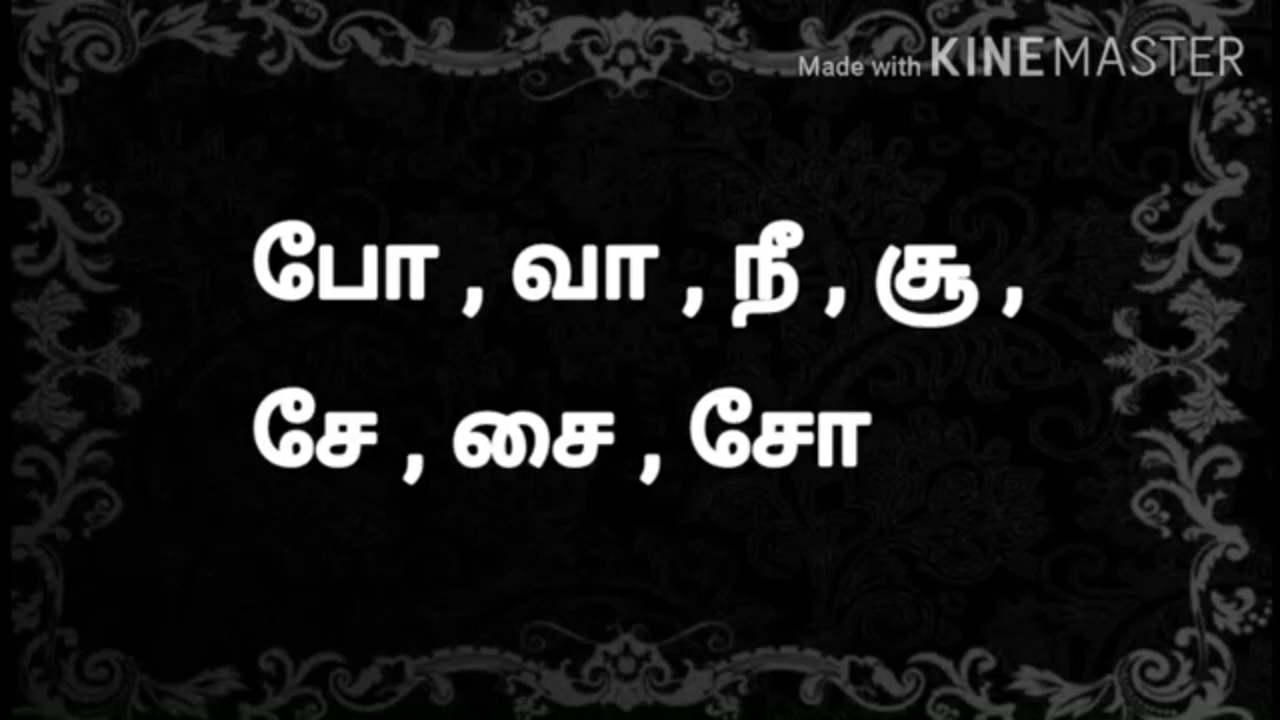 Made with KINEMASTER
போ , வா , நீ , சூ ,
சே , சை , சோ